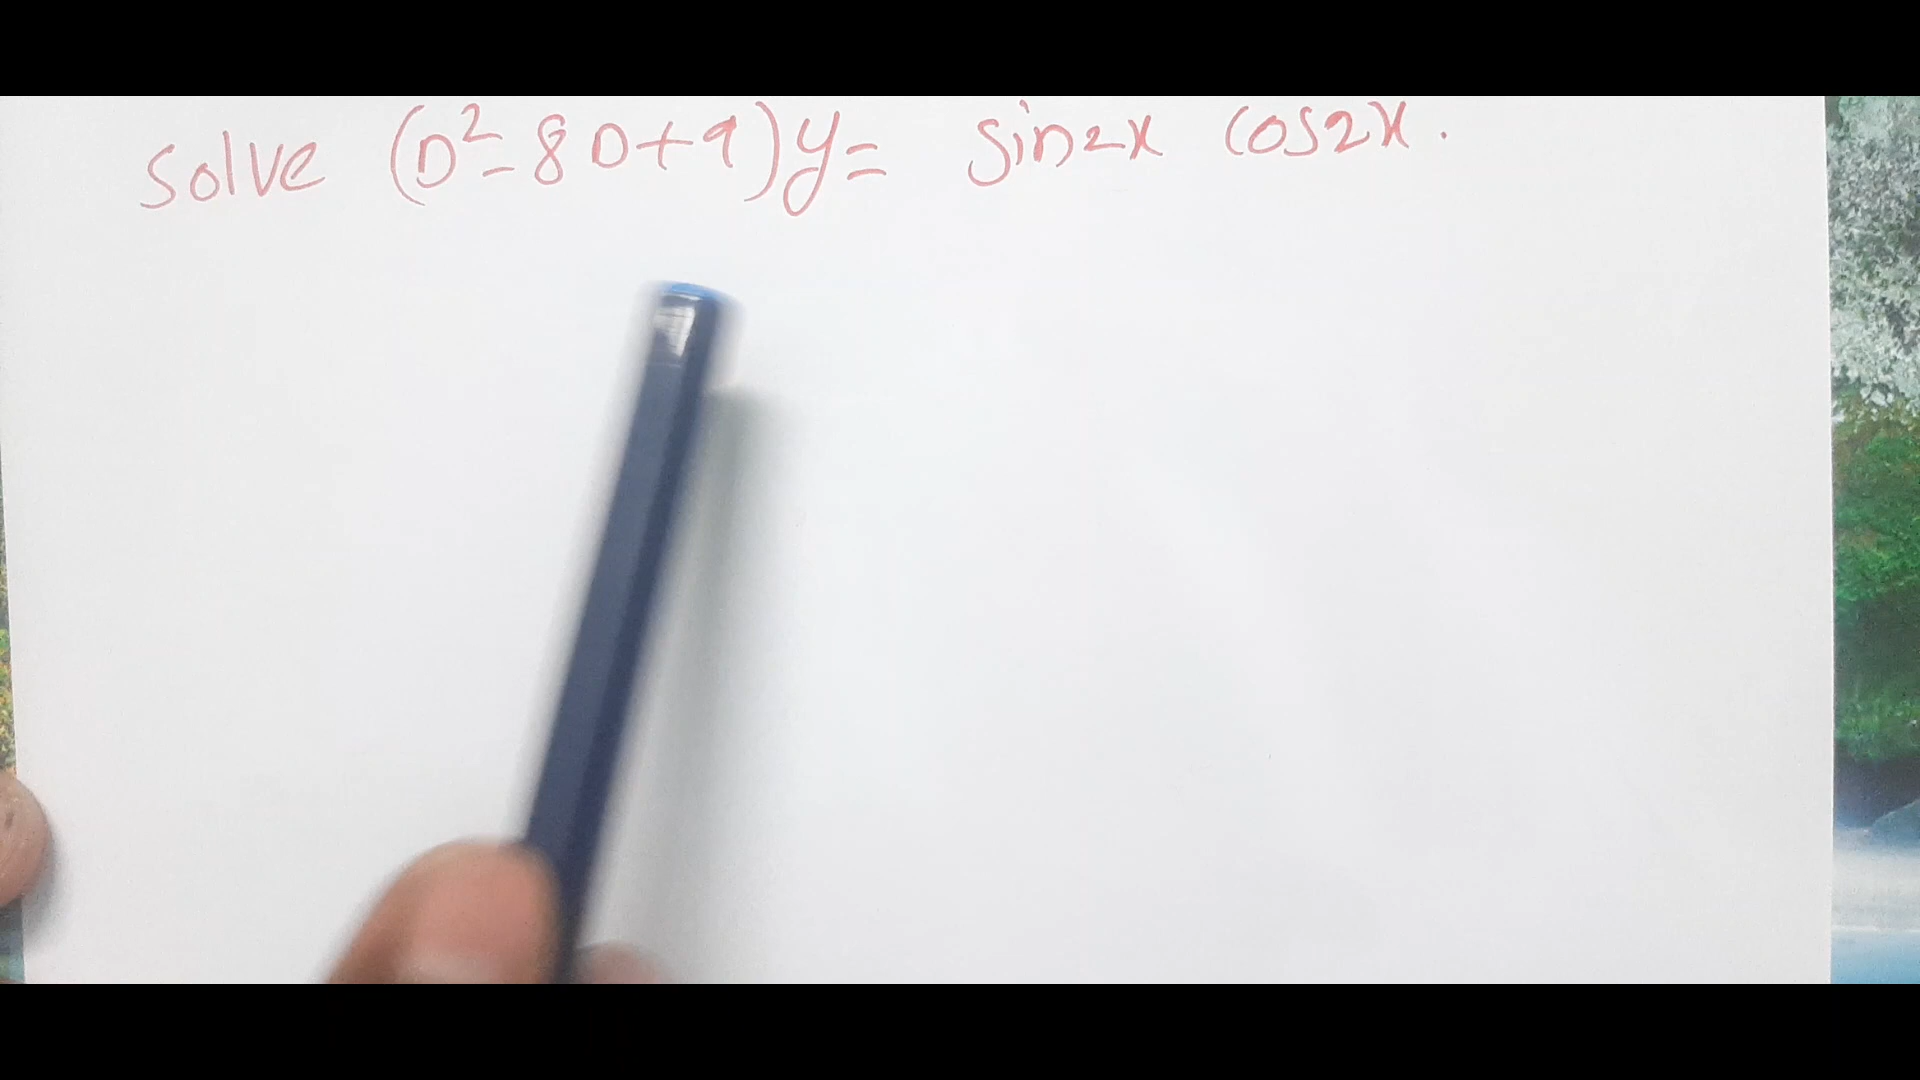 Solve (D²-8D+9)y= sin2x cos2x.